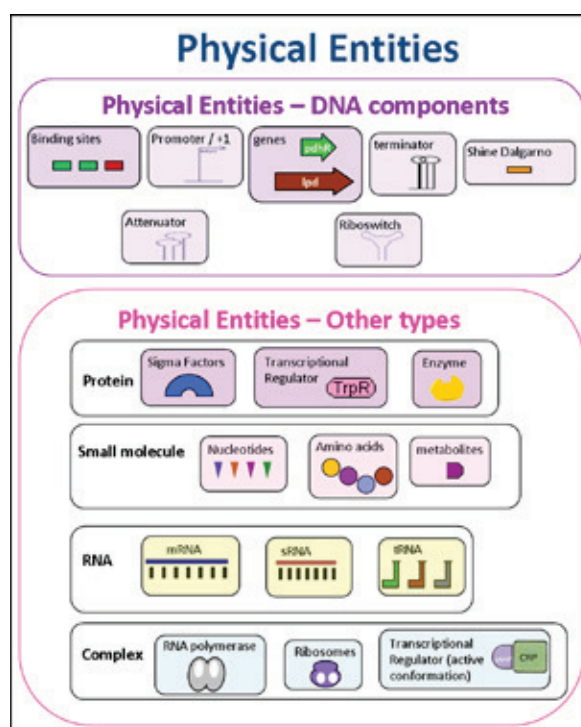 Physical Entities
Physical Entities – DNA components
Binding sites
Promoter / +1
genes
pdhR
lpd
terminator
Shine Dalgarno
Attenuator
Riboswitch
Physical Entities – Other types
Protein
Sigma Factors
Transcriptional
Regulator
TrpR
Enzyme
Small molecule
Nucleotides
Amino acids
metabolites
RNA
mRNA
sRNA
tRNA
Complex
RNA polymerase
Ribosomes
Transcriptional
Regulator (active
conformation)
CRP